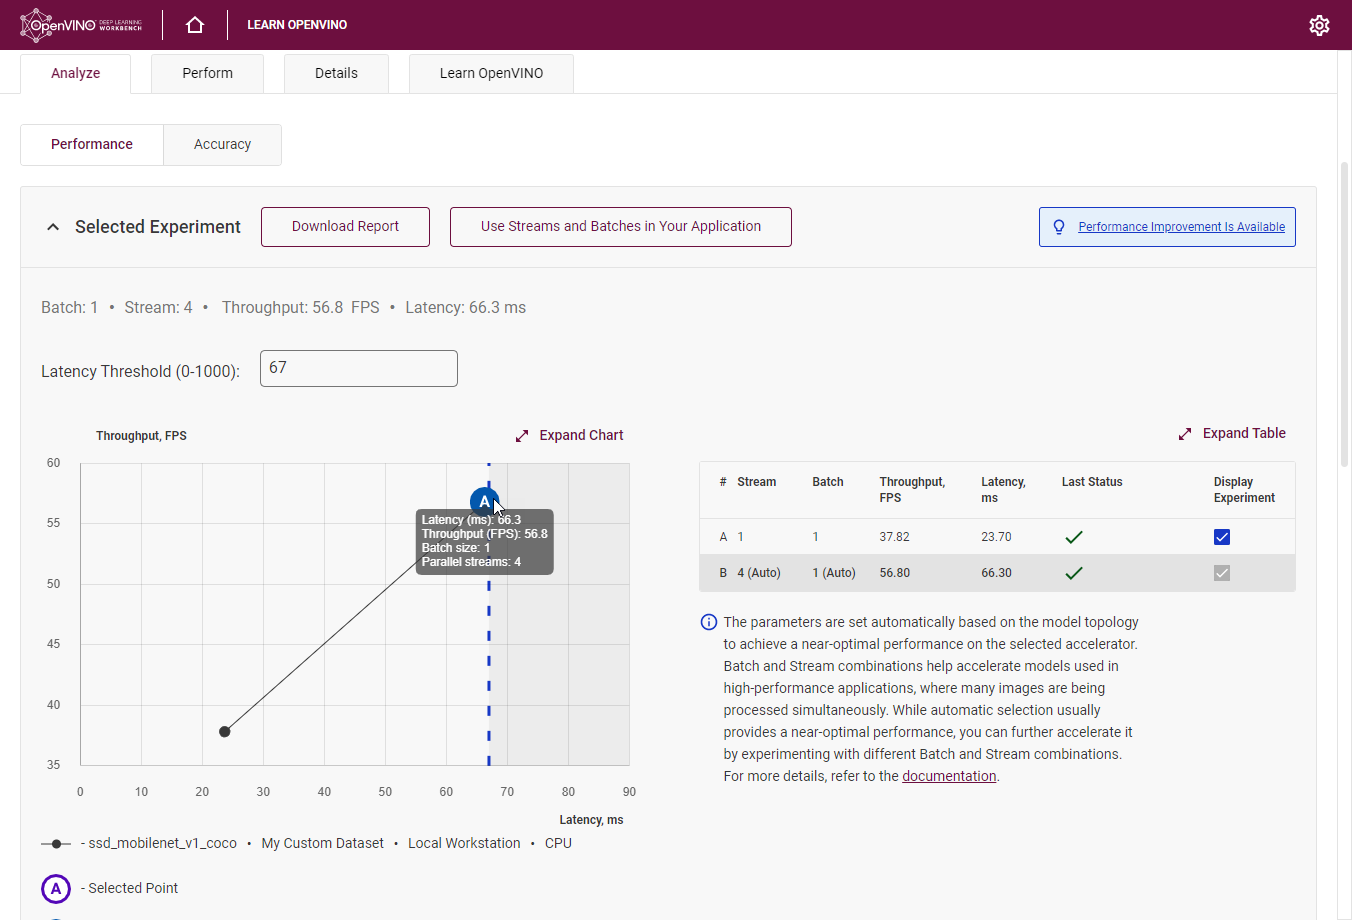 OpenVINO DEEP LEARNING WORKBENCH
LEARN OPENVINO
Analyze
Perform
Details
Learn OpenVINO
Performance
Accuracy
Selected Experiment
Download Report
Use Streams and Batches in Your Application
Performance Improvement Is Available
Batch: 1 • Stream: 4 • Throughput: 56.8 FPS • Latency: 66.3 ms
Latency Threshold (0-1000): 67
Throughput, FPS
Expand Chart
60
55
50
45
40
35
A
Latency (ms): 66.3
Throughput (FPS): 56.8
Batch size: 1
Parallel streams: 4
0 10 20 30 40 50 60 70 80 90
Latency, ms
- ssd_mobilenet_v1_coco • My Custom Dataset • Local Workstation • CPU
A - Selected Point
Expand Table
# Stream Batch Throughput, FPS Latency, ms Last Status Display Experiment
A 1 1 37.82 23.70
B 4 (Auto) 1 (Auto) 56.80 66.30
The parameters are set automatically based on the model topology
to achieve a near-optimal performance on the selected accelerator.
Batch and Stream combinations help accelerate models used in
high-performance applications, where many images are being
processed simultaneously. While automatic selection usually
provides a near-optimal performance, you can further accelerate it
by experimenting with different Batch and Stream combinations.
For more details, refer to the documentation.